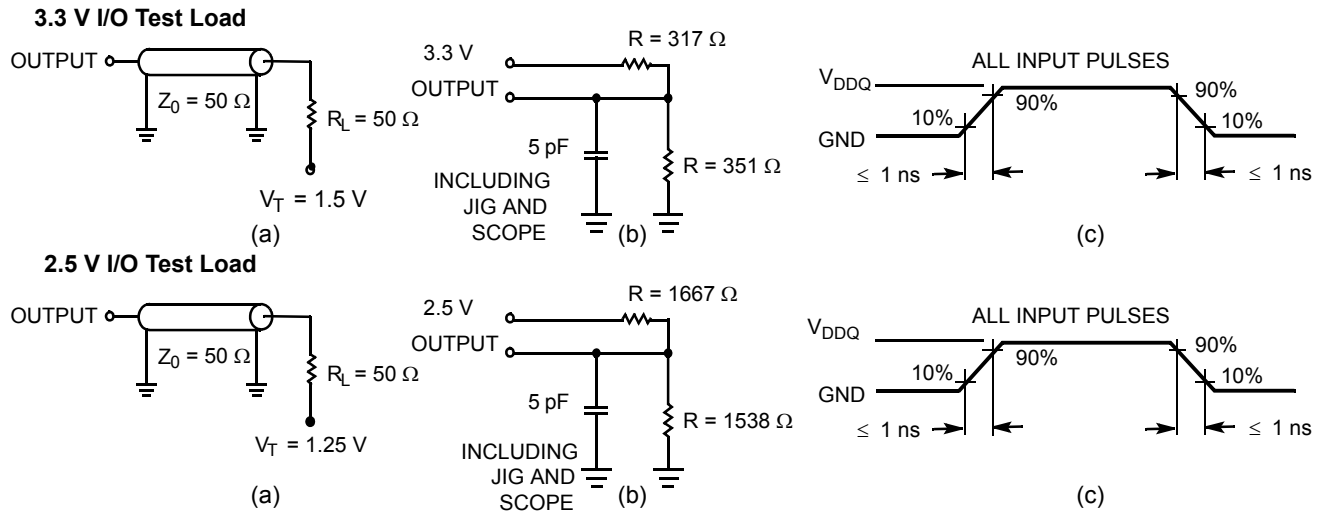 3.3 V I/O Test Load
OUTPUT
Z0 = 50 Ω
RL = 50 Ω
VT = 1.5 V
(a)
3.3 V
OUTPUT
R = 317 Ω
5 pF
R = 351 Ω
INCLUDING
JIG AND
SCOPE
(b)
ALL INPUT PULSES
VDDQ
GND
10%
90%
90%
10%
≤ 1 ns
≤ 1 ns
(c)
2.5 V I/O Test Load
OUTPUT
Z0 = 50 Ω
RL = 50 Ω
VT = 1.25 V
(a)
2.5 V
OUTPUT
R = 1667 Ω
5 pF
R = 1538 Ω
INCLUDING
JIG AND
SCOPE
(b)
ALL INPUT PULSES
VDDQ
GND
10%
90%
90%
10%
≤ 1 ns
≤ 1 ns
(c)